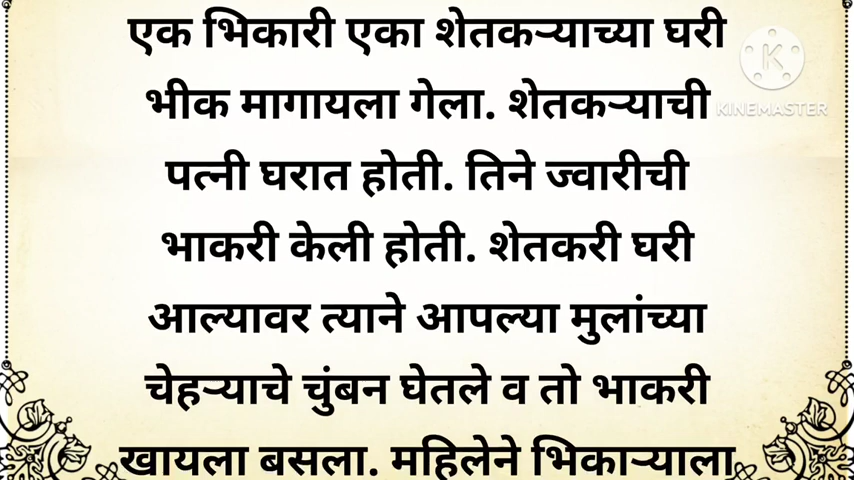 एक भिकारी एका शेतकऱ्याच्या घरी
भीक मागायला गेला. शेतकऱ्याची
पत्नी घरात होती. तिने ज्वारीची
भाकरी केली होती. शेतकरी घरी
आल्यावर त्याने आपल्या मुलांच्या
चेहऱ्याचे चुंबन घेतले व तो भाकरी
खायला बसला. महिलेने भिकाऱ्याला
K
KINEMASTER